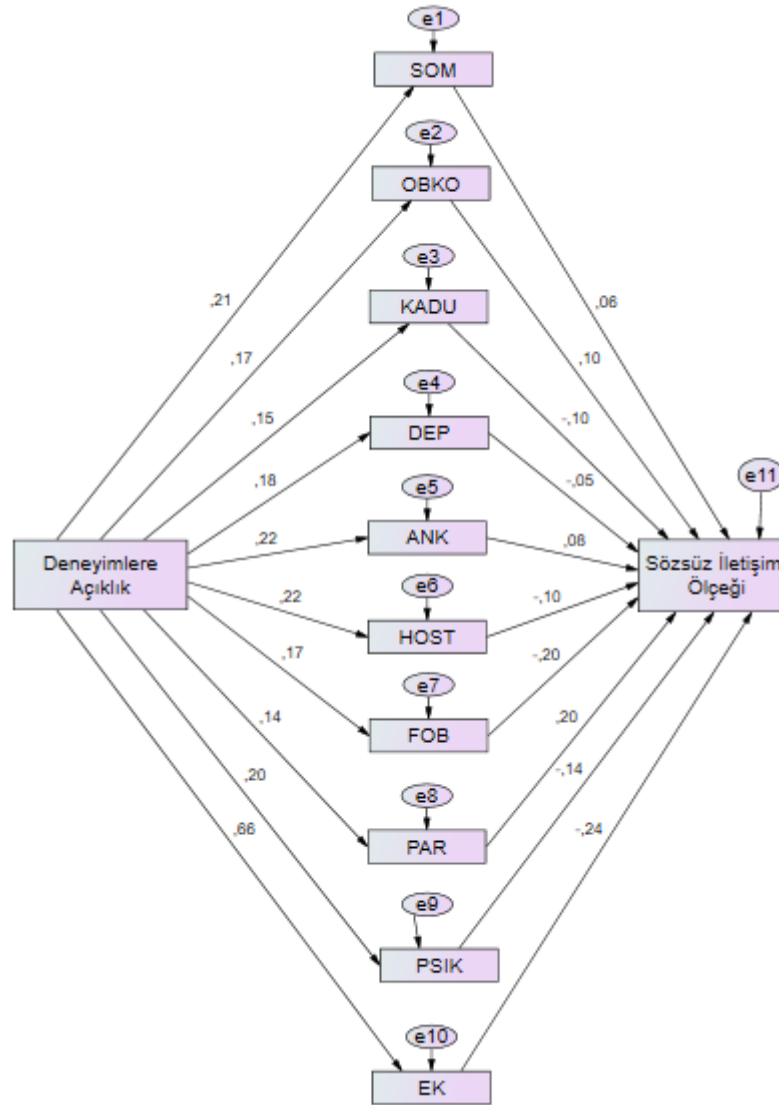 e1
SOM
e2
OBKO
e3
,21
KADU
,06
,17
,10
e4
,15
DEP
-,10
,18
-,05
e5
e11
,22
ANK
,08
Deneyimlere
Açıklık
Sözsüz İletişim
Ölçeği
e6
,22
HOST
-,10
,17
-,20
e7
,14
FOB
,20
,20
-,14
e8
,66
PAR
-,24
e9
PSIK
e10
EK